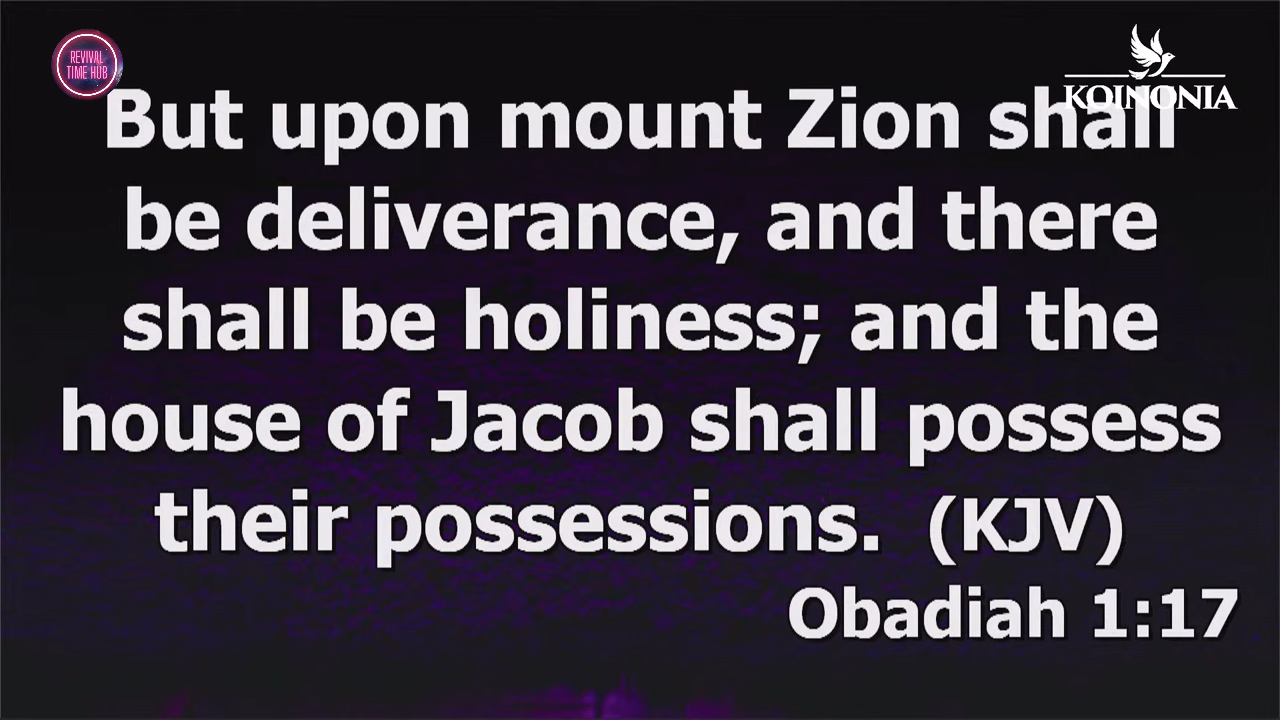 REVIVAL
TIME HUB
KOINONIA
But upon mount Zion shall
be deliverance, and there
shall be holiness; and the
house of Jacob shall possess
their possessions.  (KJV)
Obadiah 1:17